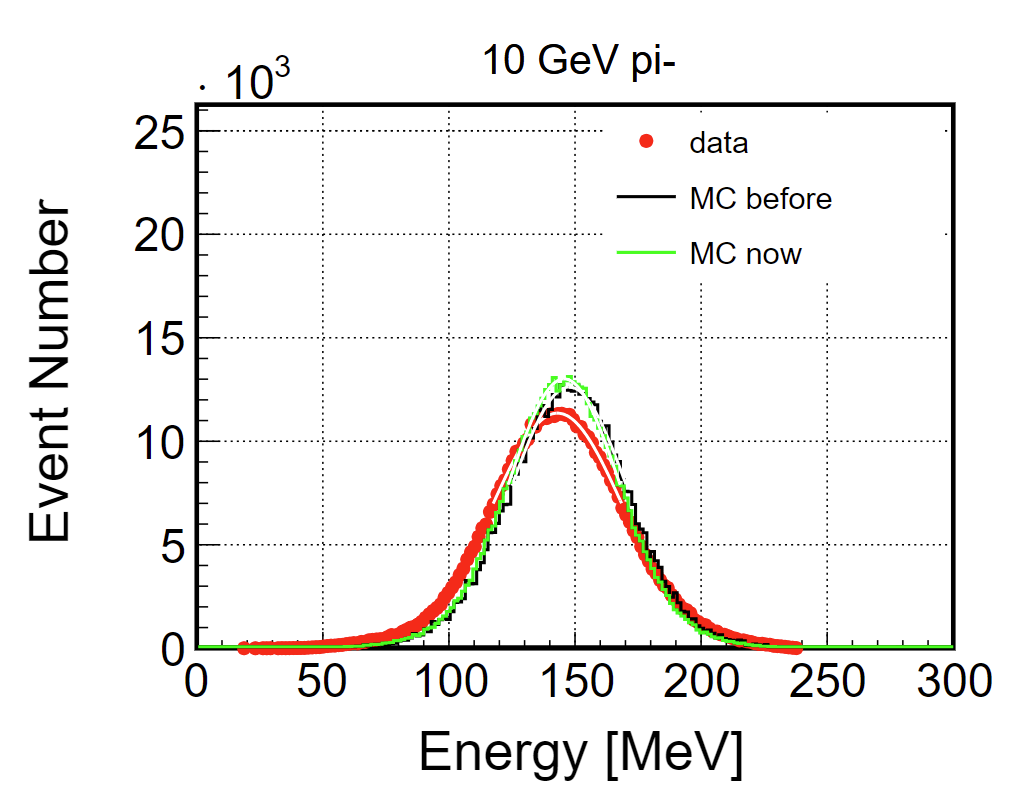 10 GeV pi-
· 10³
25
20
15
10
5
0
data
MC before
MC now
Event Number
0 50 100 150 200 250 300
Energy [MeV]